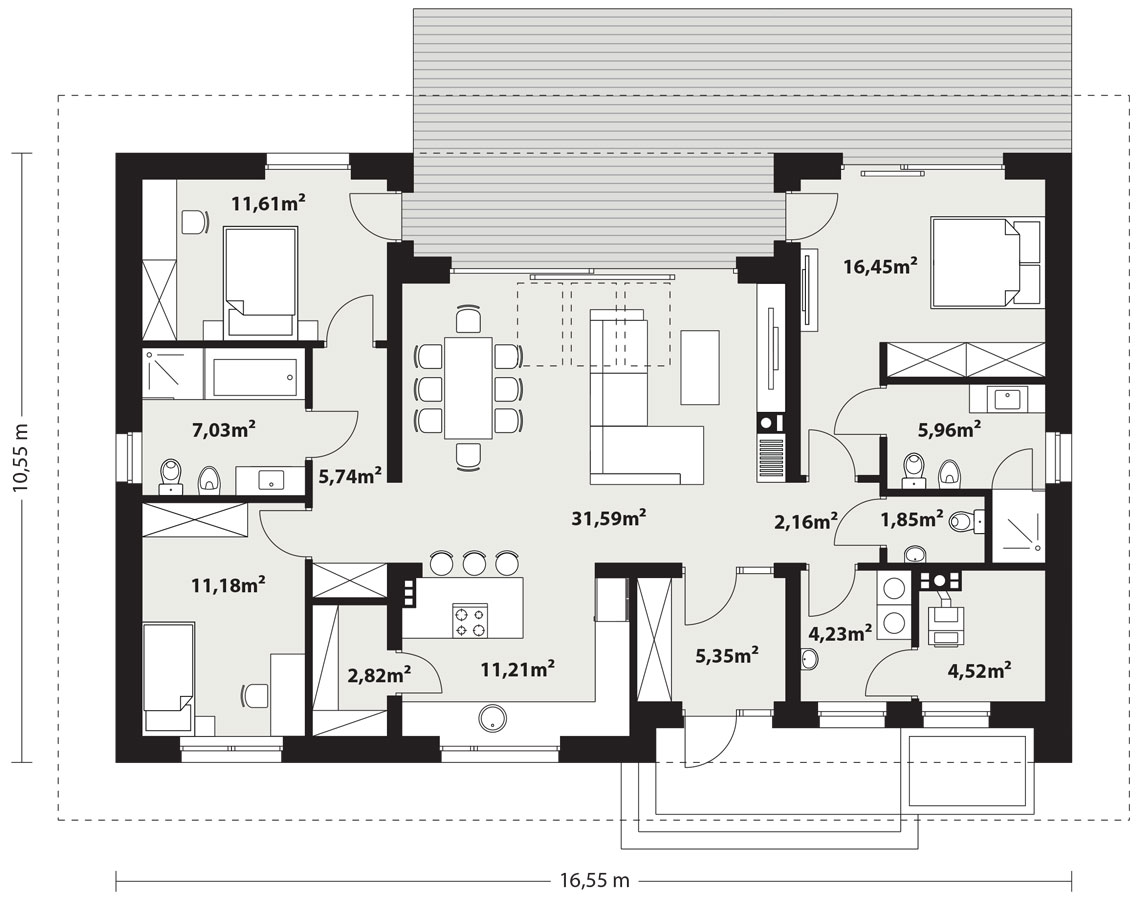 11,61m²
16,45m²
7,03m²
5,96m²
10,55 m
5,74m²
31,59m²
2,16m²
1,85m²
11,18m²
4,23m²
2,82m²
11,21m²
5,35m²
4,52m²
16,55 m